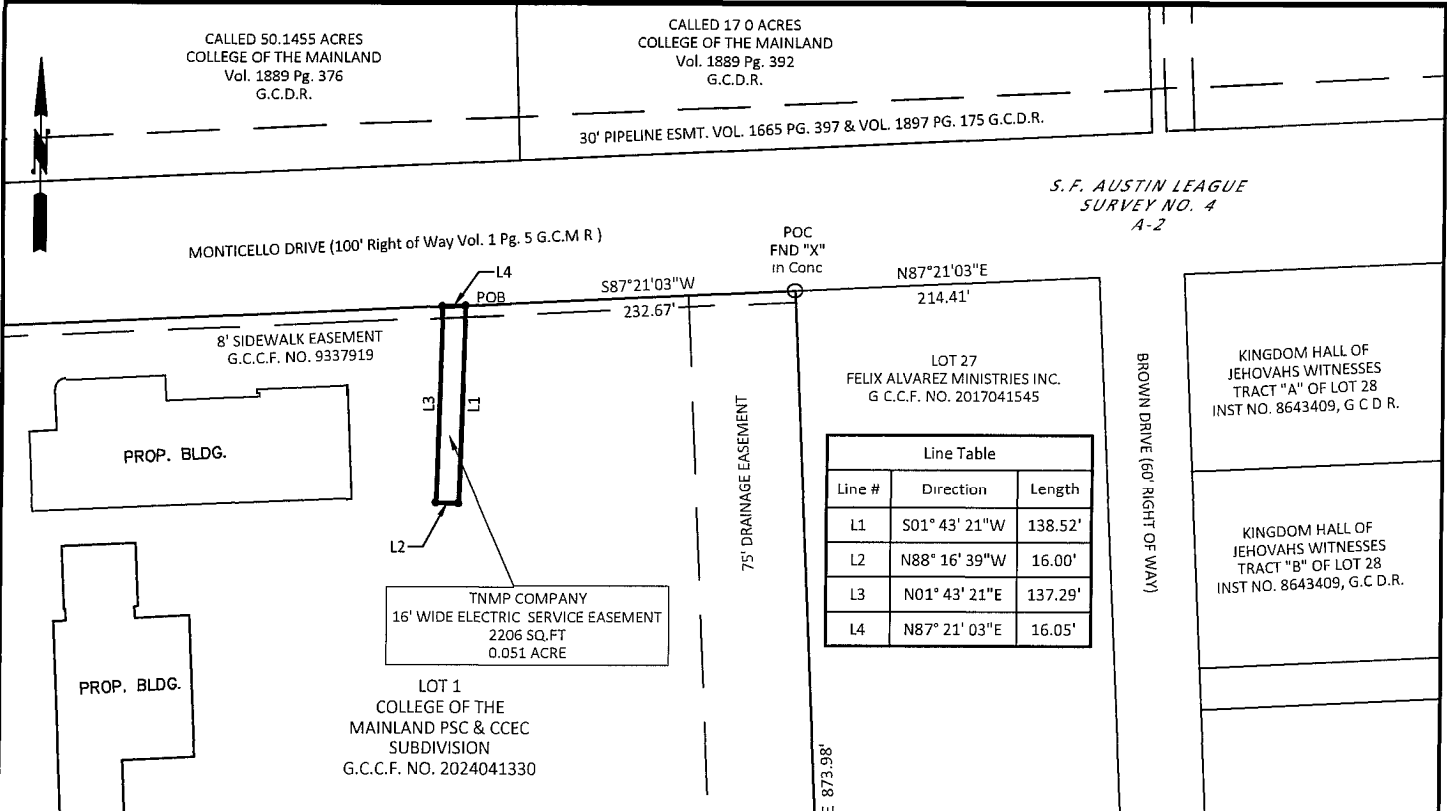 CALLED 50.1455 ACRES
COLLEGE OF THE MAINLAND
Vol. 1889 Pg. 376
G.C.D.R.
CALLED 17 0 ACRES
COLLEGE OF THE MAINLAND
Vol. 1889 Pg. 392
G.C.D.R.
N
30' PIPELINE ESMT. VOL. 1665 PG. 397 & VOL. 1897 PG. 175 G.C.D.R.
S.F. AUSTIN LEAGUE
SURVEY NO. 4
A-2
MONTICELLO DRIVE (100' Right of Way Vol. 1 Pg. 5 G.C.M R )
POC
FND "X"
in Conc
L4
POB
S87°21'03"W
232.67'
N87°21'03"E
214.41'
8' SIDEWALK EASEMENT
G.C.C.F. NO. 9337919
L3
L1
L2
PROP. BLDG.
75' DRAINAGE EASEMENT
LOT 27
FELIX ALVAREZ MINISTRIES INC.
G C.C.F. NO. 2017041545
BROWN DRIVE (60' RIGHT OF WAY)
KINGDOM HALL OF
JEHOVAHS WITNESSES
TRACT "A" OF LOT 28
INST NO. 8643409, G C D R.
Line Table
Line # Direction Length
L1 S01° 43' 21"W 138.52'
L2 N88° 16' 39"W 16.00'
L3 N01° 43' 21"E 137.29'
L4 N87° 21' 03"E 16.05'
KINGDOM HALL OF
JEHOVAHS WITNESSES
TRACT "B" OF LOT 28
INST NO. 8643409, G.C D.R.
TNMP COMPANY
16' WIDE ELECTRIC SERVICE EASEMENT
2206 SQ.FT
0.051 ACRE
PROP. BLDG.
LOT 1
COLLEGE OF THE
MAINLAND PSC & CCEC
SUBDIVISION
G.C.C.F. NO. 2024041330
E 873.98'